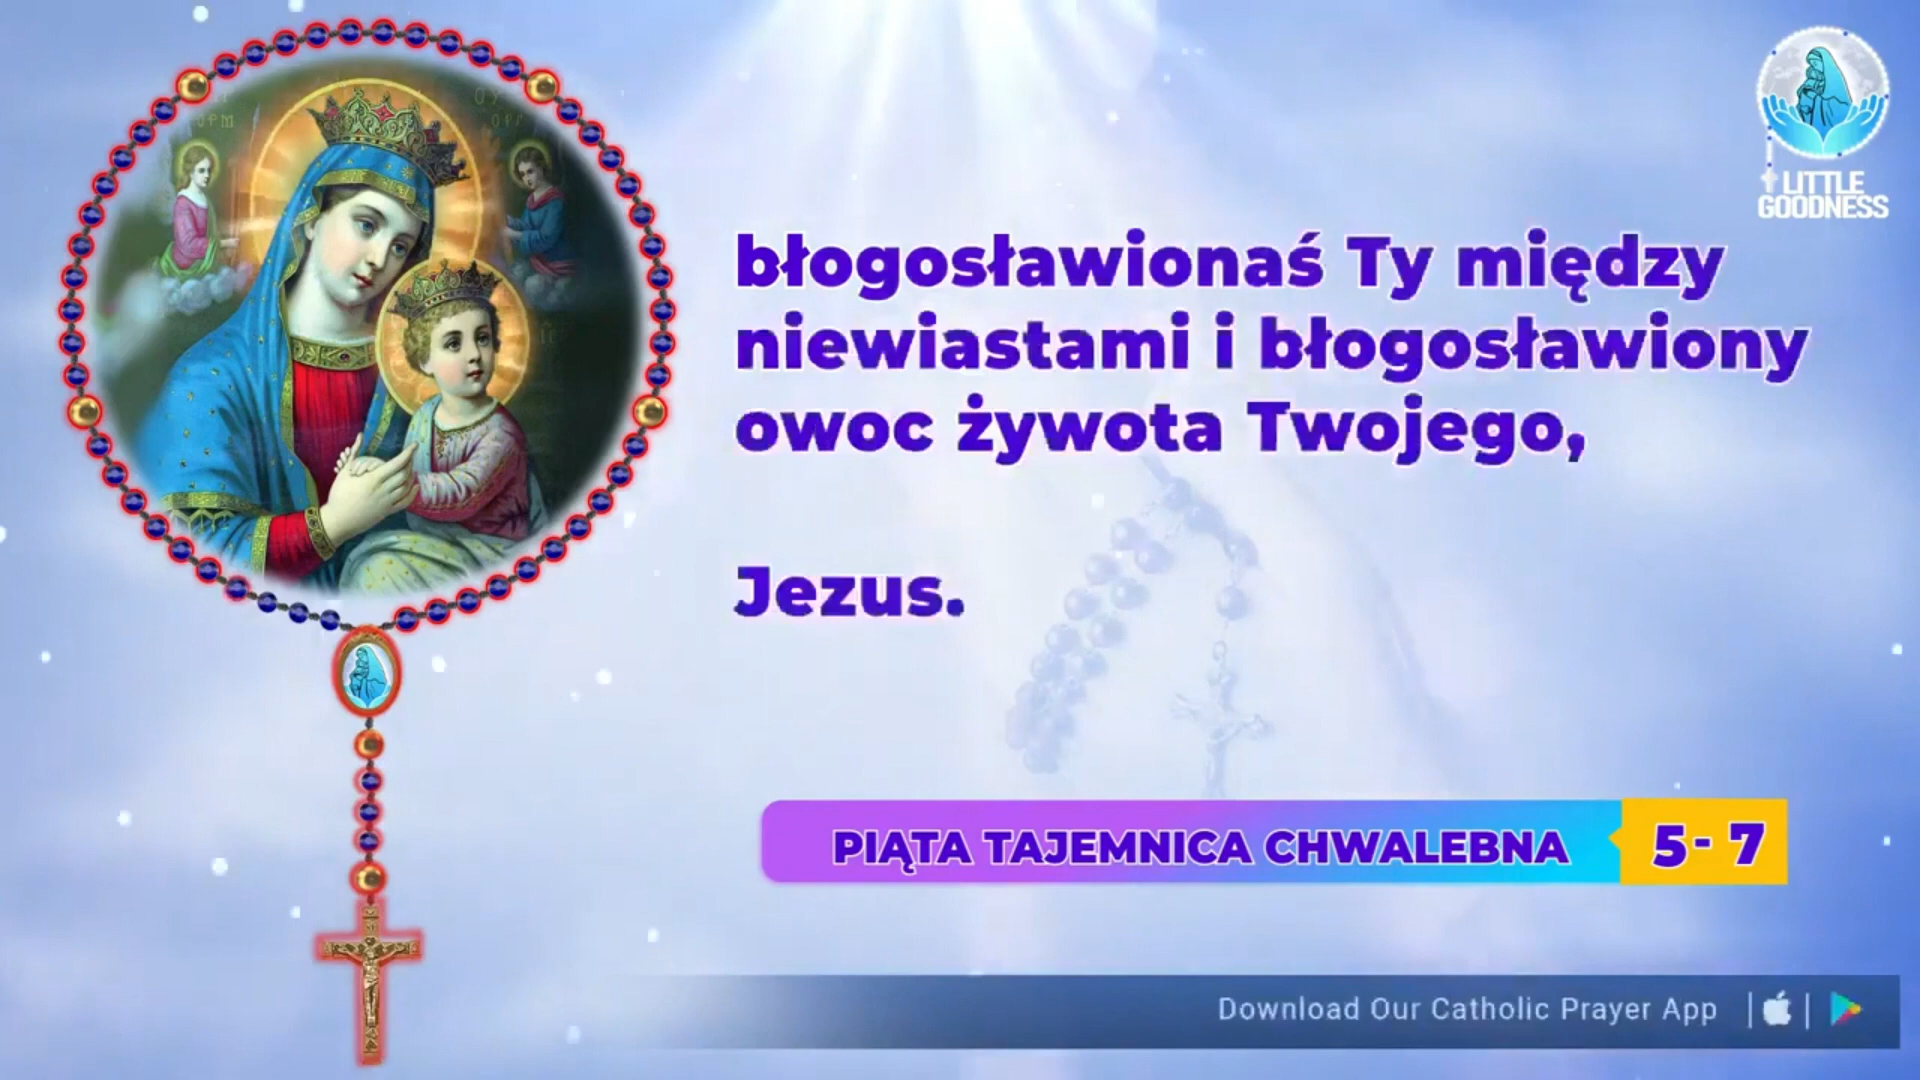 LITTLE
GOODNESS
błogosławionaś Ty między
niewiastami i błogosławiony
owoc żywota Twojego,
Jezus.
PIĄTA TAJEMNICA CHWALEBNA 5- 7
Download Our Catholic Prayer App